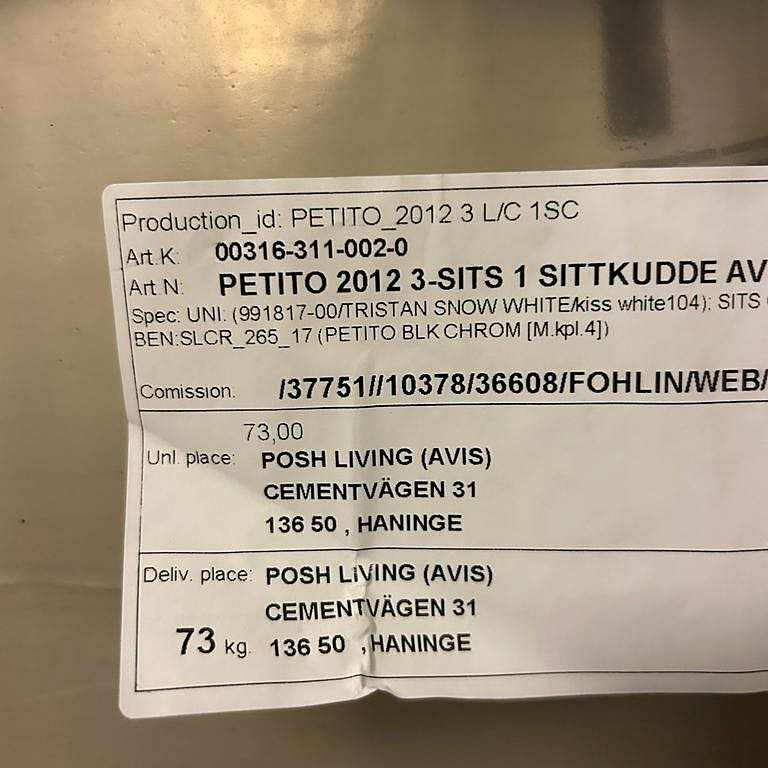 Production_id: PETITO_2012 3 L/C 1SC
Art.K: 00316-311-002-0
Art.N: PETITO 2012 3-SITS 1 SITTKUDDE AV
Spec: UNI: (991817-00/TRISTAN SNOW WHITE/kiss white104): SITS
BEN:SLCR_265_17 (PETITO BLK CHROM [M.kpl.4])
Comission. /37751//10378/36608/FOHLIN/WEB/
73,00
Unl. place: POSH LIVING (AVIS)
CEMENTVÄGEN 31
136 50 , HANINGE
Deliv. place: POSH LIVING (AVIS)
CEMENTVÄGEN 31
73 kg. 136 50 , HANINGE